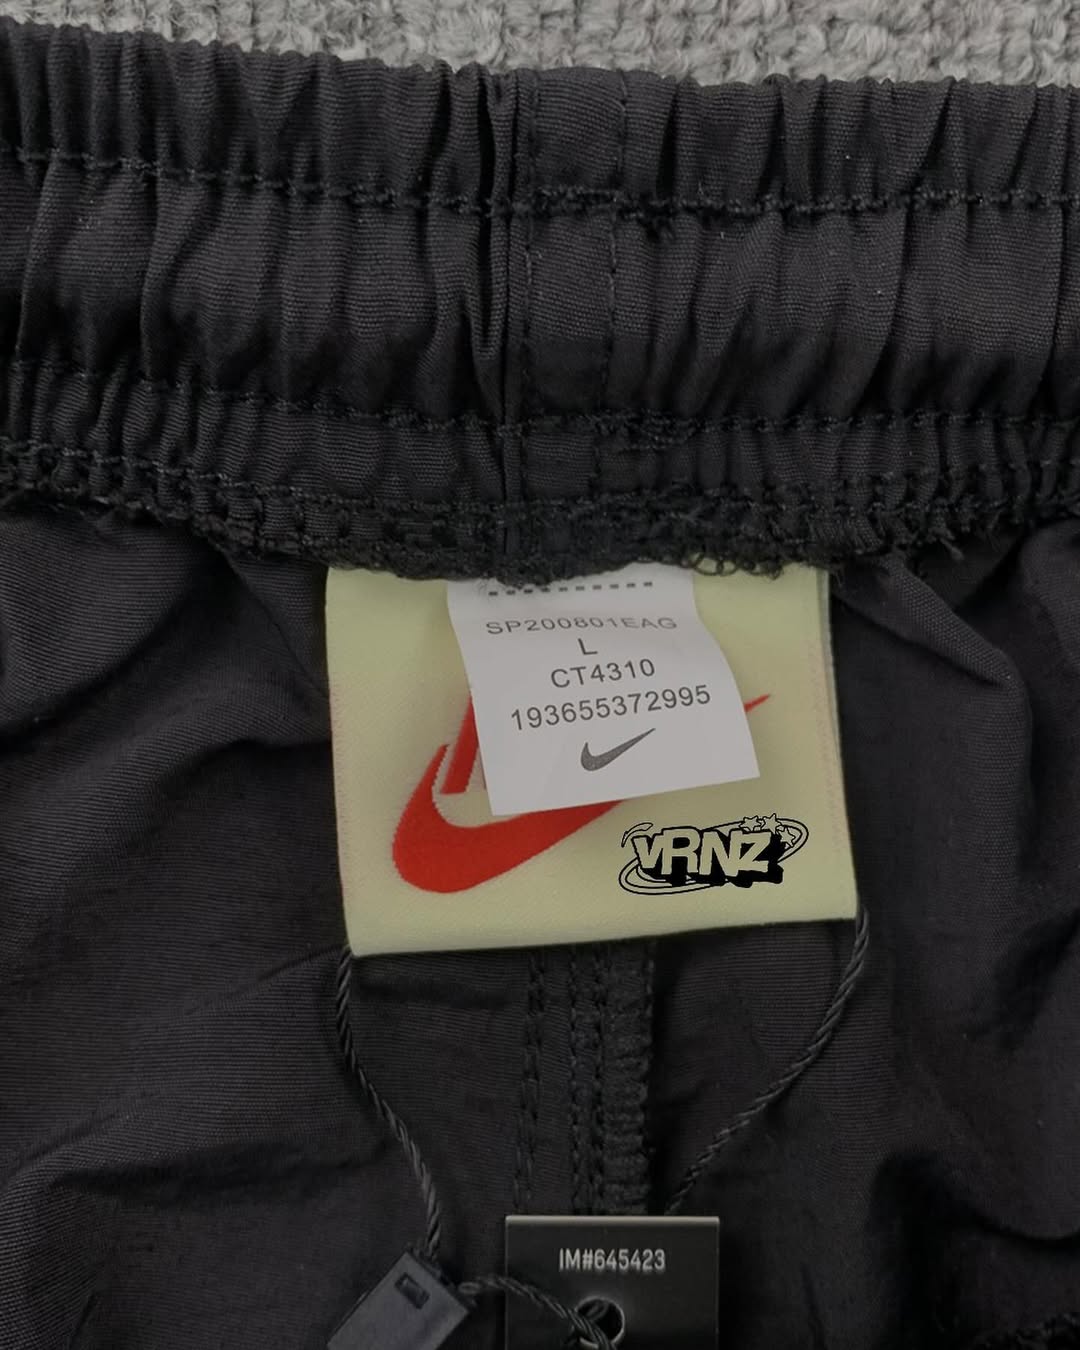 SP200801EAG
L
CT4310
193655372995
VRNZ
IM#645423